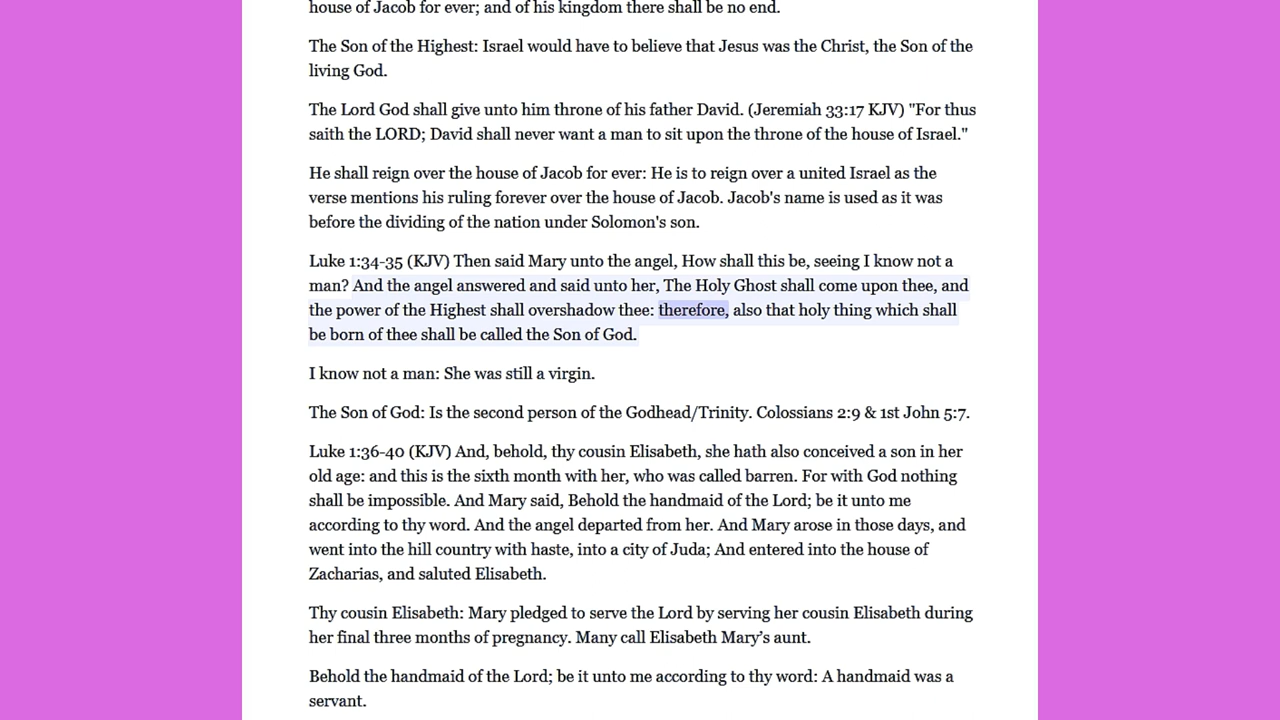 house of Jacob for ever; and of his kingdom there shall be no end.
The Son of the Highest: Israel would have to believe that Jesus was the Christ, the Son of the
living God.
The Lord God shall give unto him throne of his father David. (Jeremiah 33:17 KJV) "For thus
saith the LORD; David shall never want a man to sit upon the throne of the house of Israel."
He shall reign over the house of Jacob for ever: He is to reign over a united Israel as the
verse mentions his ruling forever over the house of Jacob. Jacob's name is used as it was
before the dividing of the nation under Solomon's son.
Luke 1:34-35 (KJV) Then said Mary unto the angel, How shall this be, seeing I know not a
man? And the angel answered and said unto her, The Holy Ghost shall come upon thee, and
the power of the Highest shall overshadow thee: therefore, also that holy thing which shall
be born of thee shall be called the Son of God.
I know not a man: She was still a virgin.
The Son of God: Is the second person of the Godhead/Trinity. Colossians 2:9 & 1st John 5:7.
Luke 1:36-40 (KJV) And, behold, thy cousin Elisabeth, she hath also conceived a son in her
old age: and this is the sixth month with her, who was called barren. For with God nothing
shall be impossible. And Mary said, Behold the handmaid of the Lord; be it unto me
according to thy word. And the angel departed from her. And Mary arose in those days, and
went into the hill country with haste, into a city of Juda; And entered into the house of
Zacharias, and saluted Elisabeth.
Thy cousin Elisabeth: Mary pledged to serve the Lord by serving her cousin Elisabeth during
her final three months of pregnancy. Many call Elisabeth Mary’s aunt.
Behold the handmaid of the Lord; be it unto me according to thy word: A handmaid was a
servant.